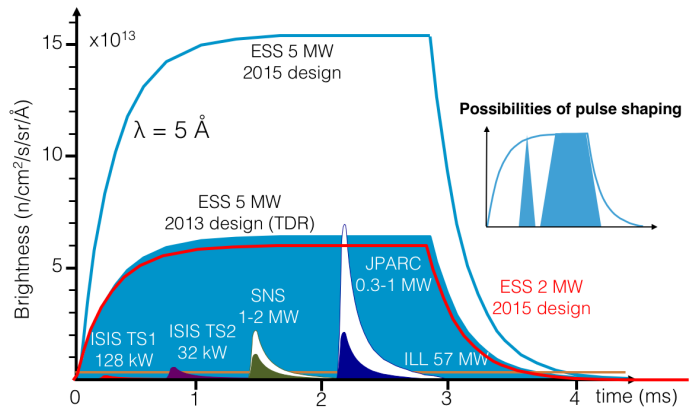 x10¹³
15
ESS 5 MW
2015 design
λ = 5 Å
Possibilities of pulse shaping
10
Brightness (n/cm²/s/sr/Å)
ESS 5 MW
2013 design (TDR)
5
JPARC
0.3-1 MW
ESS 2 MW
2015 design
SNS
1-2 MW
ISIS TS1
128 kW
ISIS TS2
32 kW
ILL 57 MW
0
1
2
3
4
time (ms)